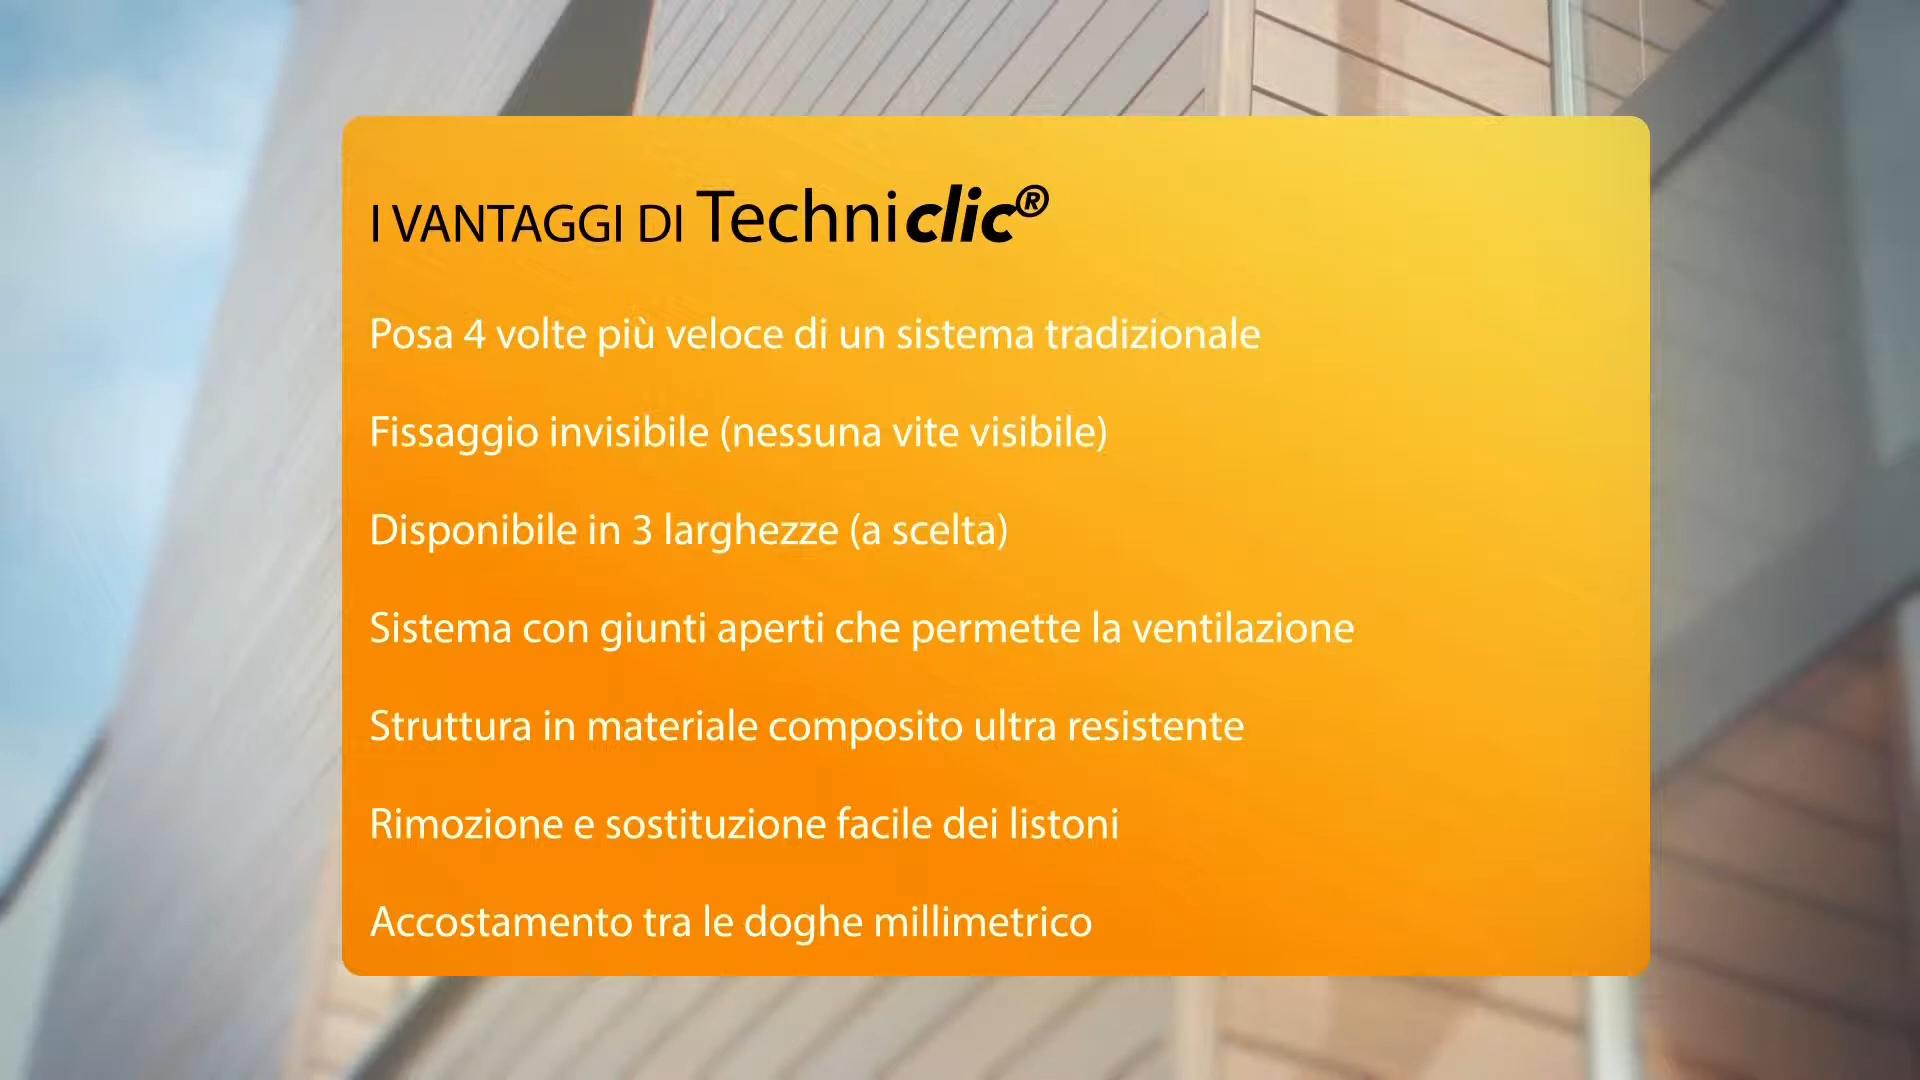 I VANTAGGI DI Techniclic®
Posa 4 volte più veloce di un sistema tradizionale
Fissaggio invisibile (nessuna vite visibile)
Disponibile in 3 larghezze (a scelta)
Sistema con giunti aperti che permette la ventilazione
Struttura in materiale composito ultra resistente
Rimozione e sostituzione facile dei listoni
Accostamento tra le doghe millimetrico